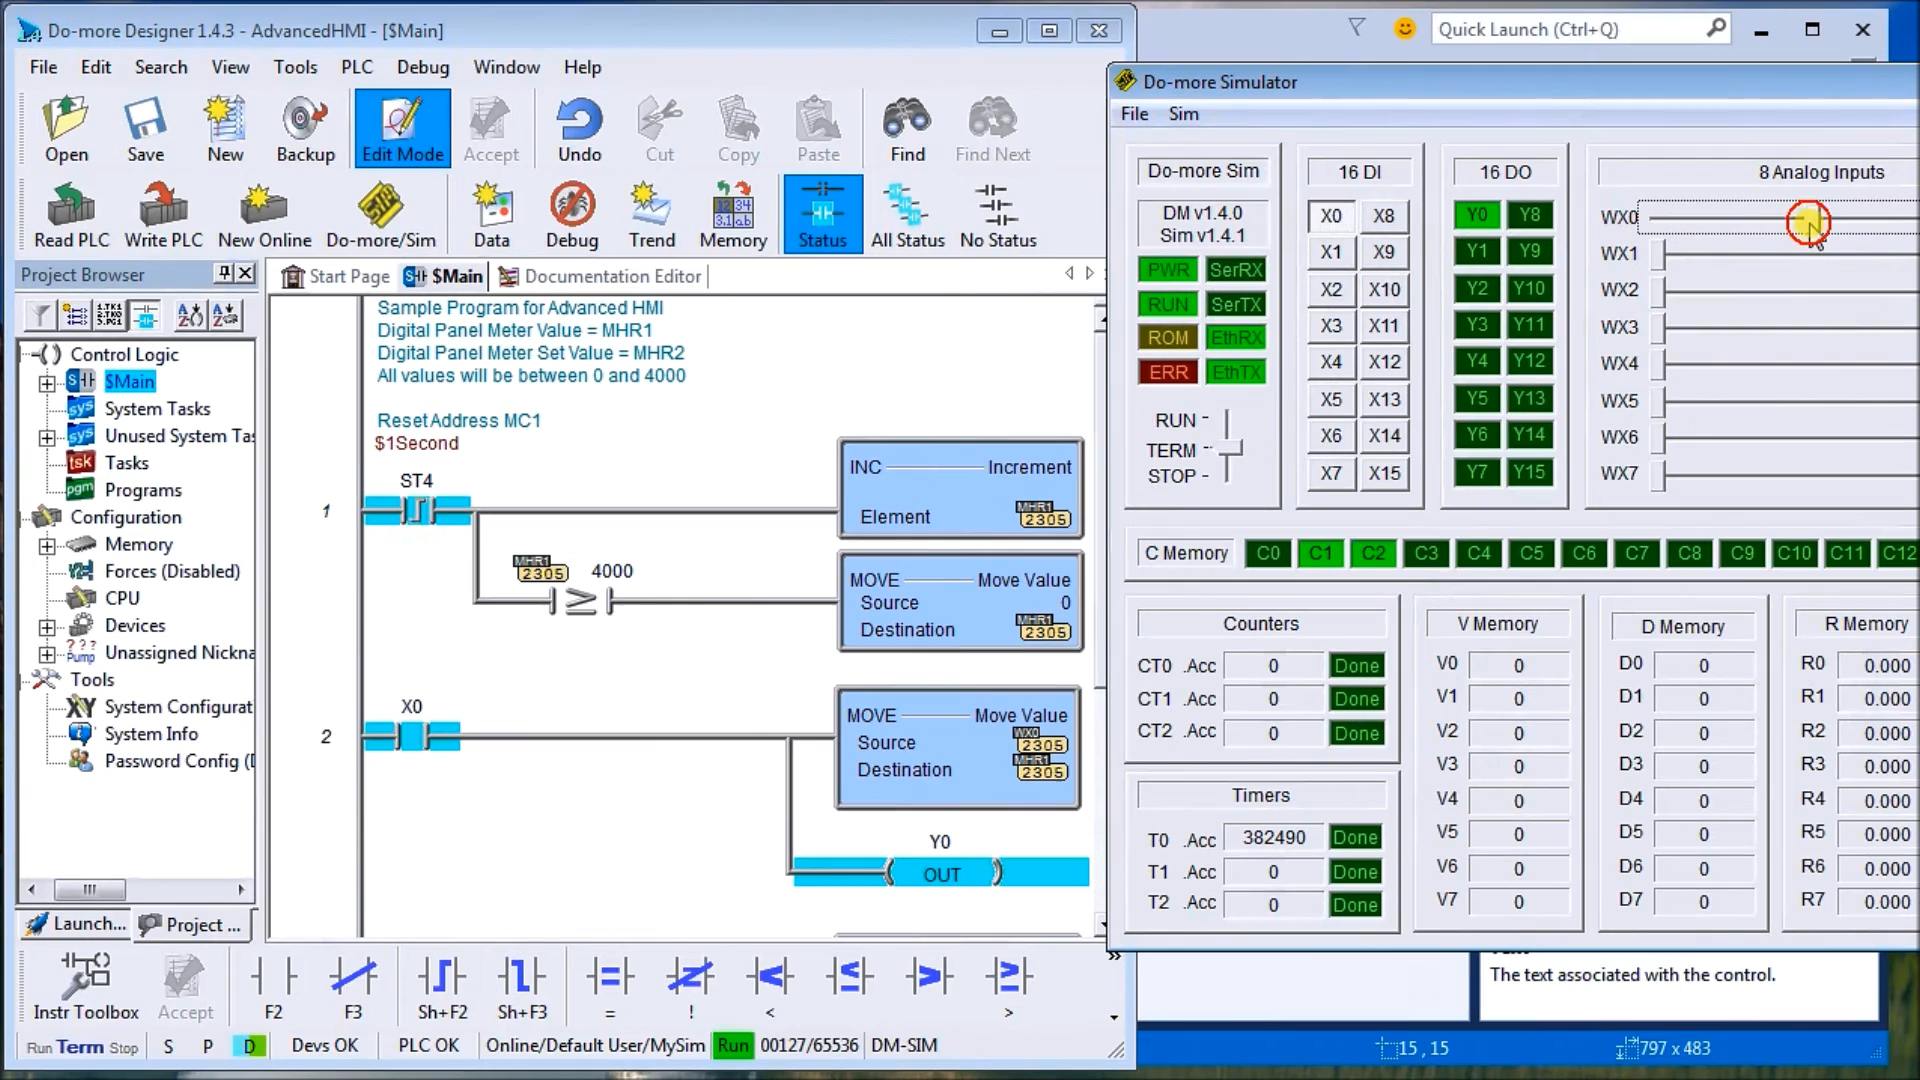 Do-more Designer 1.4.3 - AdvancedHMI - [$Main]
File Edit Search View Tools PLC Debug Window Help
Open Save New Backup Edit Mode Accept Undo Cut Copy Paste Find Find Next
Read PLC Write PLC New Online Do-more/Sim Data Debug Trend Memory Status All Status No Status
Project Browser
Start Page $Main Documentation Editor
Control Logic
$Main
System Tasks
Unused System Ta
Tasks
Programs
Configuration
Memory
Forces (Disabled)
CPU
Devices
Unassigned Nickna
Tools
System Configurat
System Info
Password Config (
Launch... Project ...
Sample Program for Advanced HMI
Digital Panel Meter Value = MHR1
Digital Panel Meter Set Value = MHR2
All values will be between 0 and 4000
Reset Address MC1
$1Second
ST4
1
INC Increment
Element MHR1 2305
MHR1 2305 ≥ 4000
MOVE Move Value
Source 0
Destination MHR1 2305
X0
2
MOVE Move Value
Source WX0 2305
Destination MHR1 2305
Y0
OUT
Instr Toolbox Accept F2 F3 Sh+F2 Sh+F3 = ! < >
Run Term Stop S P D Devs OK PLC OK Online/Default User/MySim Run 00127/65536 DM-SIM
Quick Launch (Ctrl+Q)
Do-more Simulator
File Sim
Do-more Sim
DM v1.4.0
Sim v1.4.1
PWR SerRX
RUN SerTX
ROM EthRX
ERR EthTX
RUN
TERM
STOP
16 DI
X0 X8
X1 X9
X2 X10
X3 X11
X4 X12
X5 X13
X6 X14
X7 X15
16 DO
Y0 Y8
Y1 Y9
Y2 Y10
Y3 Y11
Y4 Y12
Y5 Y13
Y6 Y14
Y7 Y15
8 Analog Inputs
WX0
WX1
WX2
WX3
WX4
WX5
WX6
WX7
C Memory C0 C1 C2 C3 C4 C5 C6 C7 C8 C9 C10 C11 C12
Counters
CT0 .Acc 0 Done
CT1 .Acc 0 Done
CT2 .Acc 0 Done
Timers
T0 .Acc 382490 Done
T1 .Acc 0 Done
T2 .Acc 0 Done
V Memory
V0 0
V1 0
V2 0
V3 0
V4 0
V5 0
V6 0
V7 0
D Memory
D0 0
D1 0
D2 0
D3 0
D4 0
D5 0
D6 0
D7 0
R Memory
R0 0.000
R1 0.000
R2 0.000
R3 0.000
R4 0.000
R5 0.000
R6 0.000
R7 0.000
The text associated with the control.
15 , 15 797 x 483